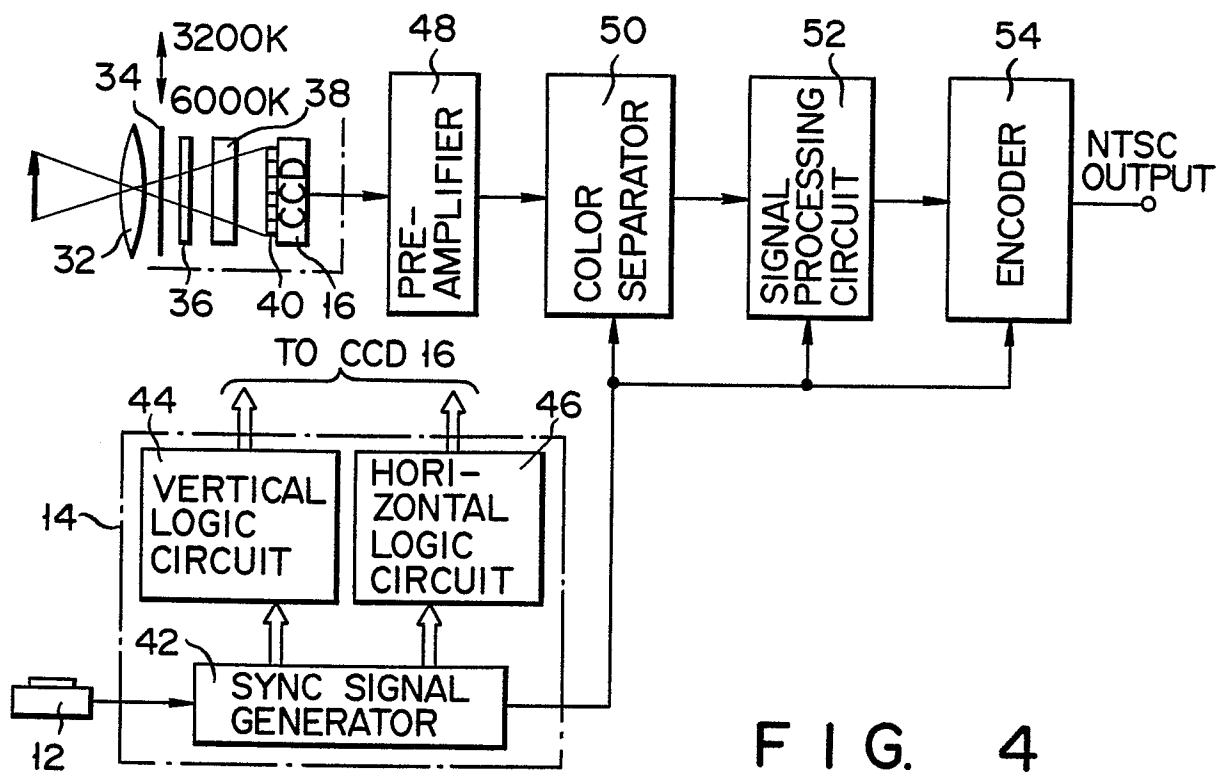 3200K
6000K
34
38
32
36
40
16
CCD
48
PRE-
AMPLIFIER
50
COLOR
SEPARATOR
52
SIGNAL
PROCESSING
CIRCUIT
54
ENCODER
NTSC
OUTPUT
TO CCD 16
44
46
14
VERTICAL
LOGIC
CIRCUIT
HORI-
ZONTAL
LOGIC
CIRCUIT
42
SYNC SIGNAL
GENERATOR
12
FIG. 4